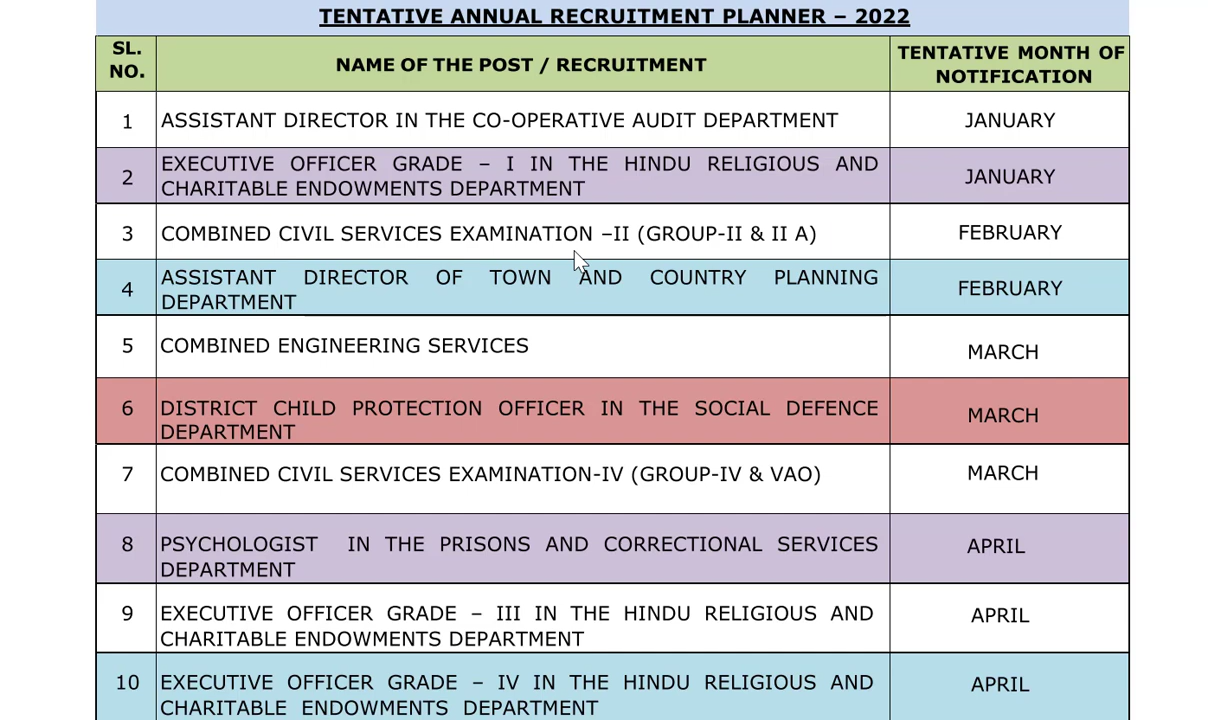 TENTATIVE ANNUAL RECRUITMENT PLANNER – 2022
SL. NO.
NAME OF THE POST / RECRUITMENT
TENTATIVE MONTH OF
NOTIFICATION
1
ASSISTANT DIRECTOR IN THE CO-OPERATIVE AUDIT DEPARTMENT
JANUARY
2
EXECUTIVE OFFICER GRADE – I IN THE HINDU RELIGIOUS AND
CHARITABLE ENDOWMENTS DEPARTMENT
JANUARY
3
COMBINED CIVIL SERVICES EXAMINATION –II (GROUP-II & II A)
FEBRUARY
4
ASSISTANT DIRECTOR OF TOWN AND COUNTRY PLANNING
DEPARTMENT
FEBRUARY
5
COMBINED ENGINEERING SERVICES
MARCH
6
DISTRICT CHILD PROTECTION OFFICER IN THE SOCIAL DEFENCE
DEPARTMENT
MARCH
7
COMBINED CIVIL SERVICES EXAMINATION-IV (GROUP-IV & VAO)
MARCH
8
PSYCHOLOGIST IN THE PRISONS AND CORRECTIONAL SERVICES
DEPARTMENT
APRIL
9
EXECUTIVE OFFICER GRADE – III IN THE HINDU RELIGIOUS AND
CHARITABLE ENDOWMENTS DEPARTMENT
APRIL
10
EXECUTIVE OFFICER GRADE – IV IN THE HINDU RELIGIOUS AND
CHARITABLE ENDOWMENTS DEPARTMENT
APRIL